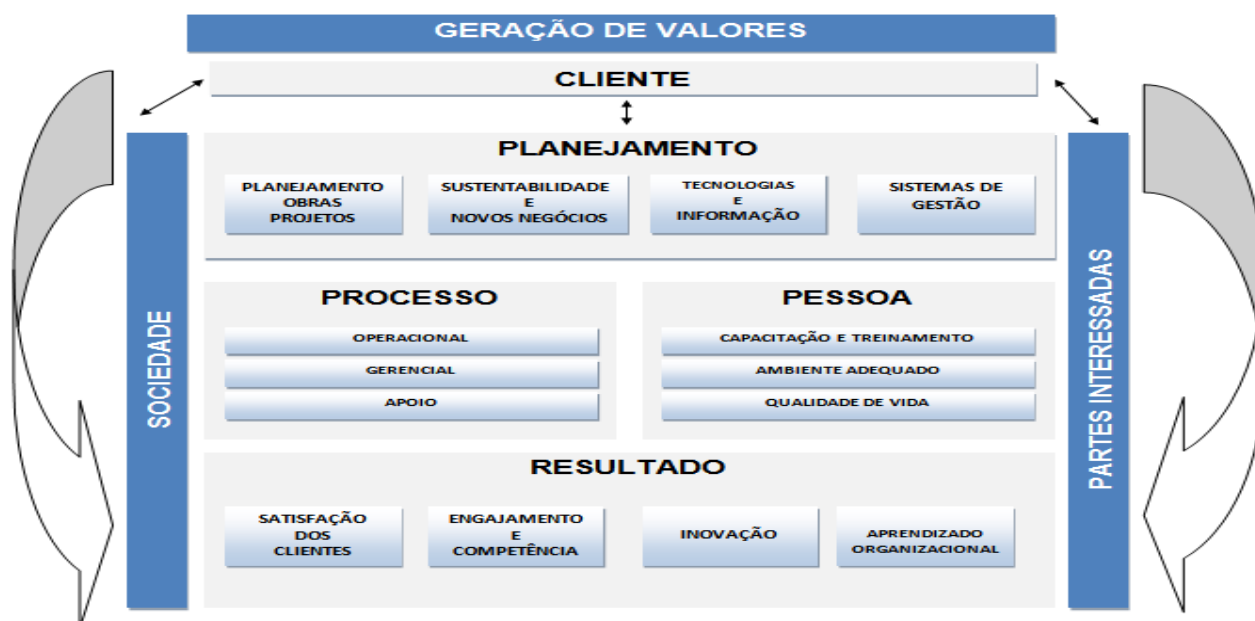 GERAÇÃO DE VALORES
CLIENTE
PLANEJAMENTO
PLANEJAMENTO
OBRAS
PROJETOS
SUSTENTABILIDADE
E
NOVOS NEGÓCIOS
TECNOLOGIAS
E
INFORMAÇÃO
SISTEMAS DE
GESTÃO
SOCIEDADE
PROCESSO
OPERACIONAL
GERENCIAL
APOIO
PESSOA
CAPACITAÇÃO E TREINAMENTO
AMBIENTE ADEQUADO
QUALIDADE DE VIDA
PARTES INTERESSADAS
RESULTADO
SATISFAÇÃO
DOS
CLIENTES
ENGAJAMENTO
E
COMPETÊNCIA
INOVAÇÃO
APRENDIZADO
ORGANIZACIONAL